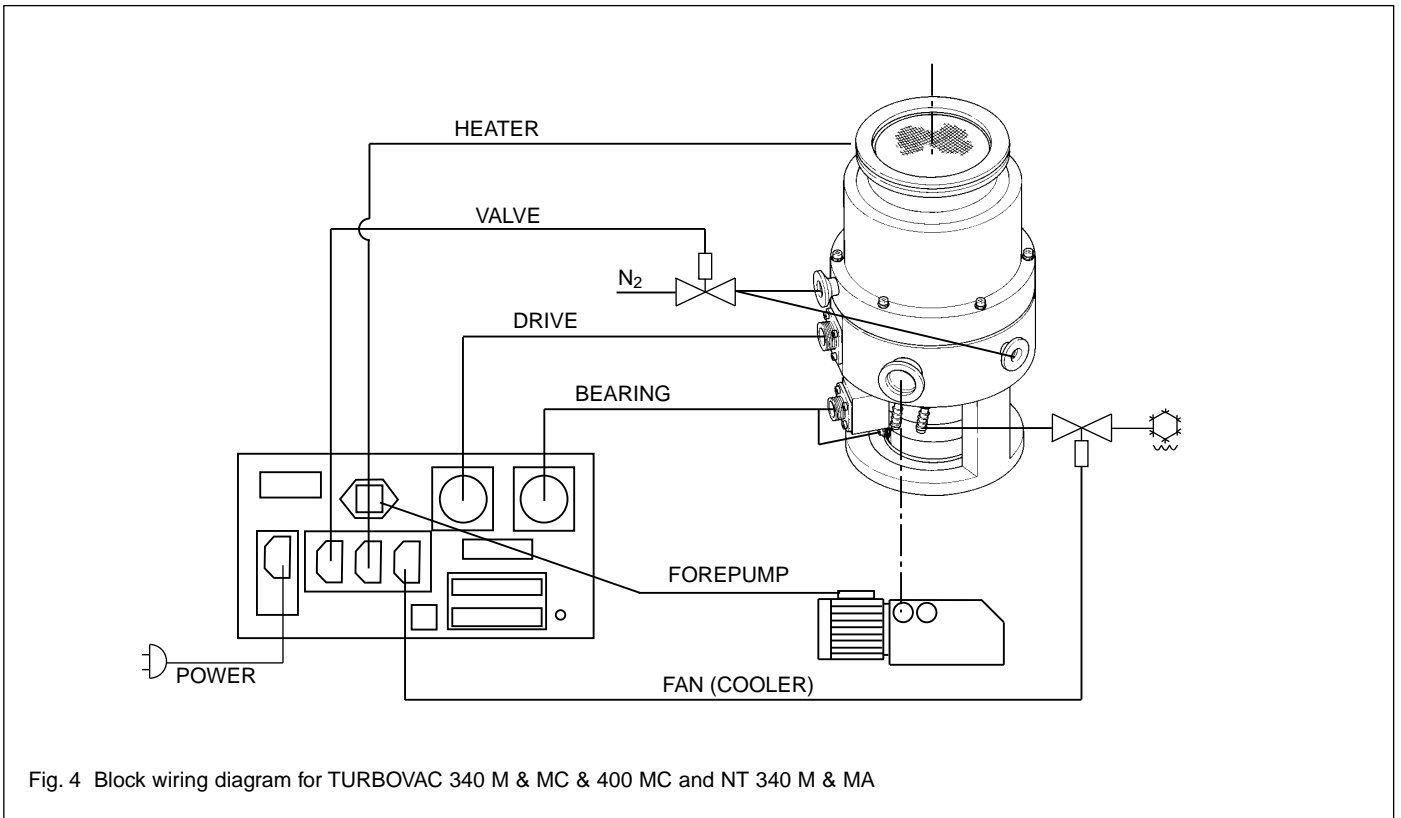 HEATER
VALVE
N2
DRIVE
BEARING
FOREPUMP
POWER
FAN (COOLER)
Fig. 4 Block wiring diagram for TURBOVAC 340 M & MC & 400 MC and NT 340 M & MA